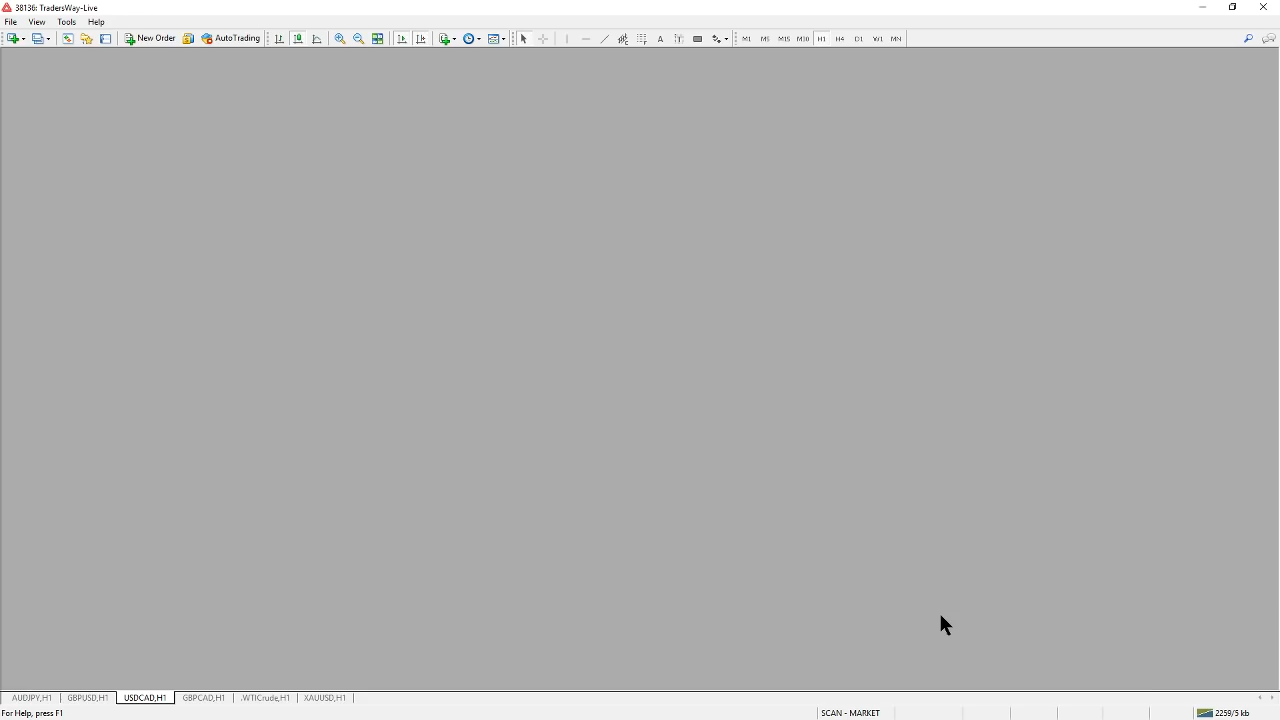 38136: TradersWay-Live
File View Tools Help
New Order AutoTrading A T M1 M5 M15 M30 H1 H4 D1 W1 MN
AUDJPY,H1 GBPUSD,H1 USDCAD,H1 GBPCAD,H1 .WTICrude,H1 XAUUSD,H1
For Help, press F1 SCAN - MARKET 2259/5 kb